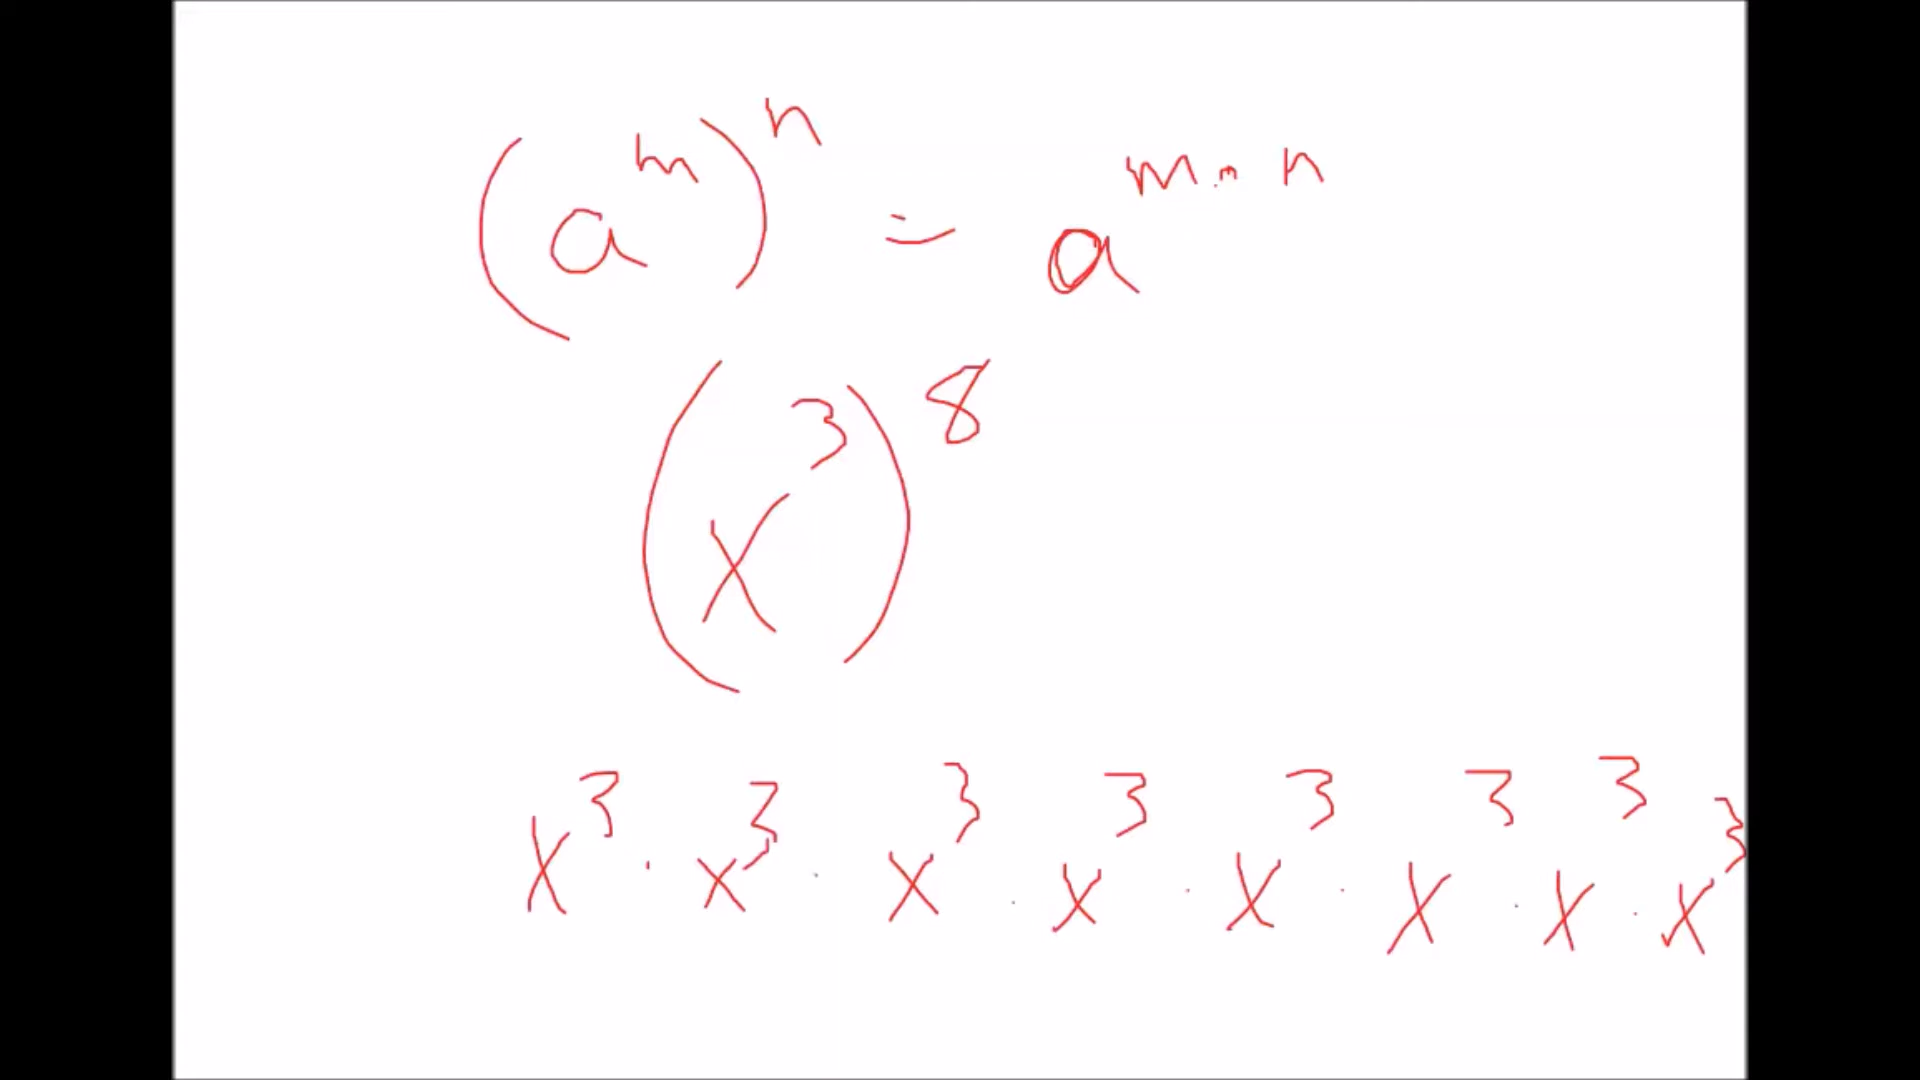 (a^m)^n = a^{m·n}
(x^3)^8
x^3 · x^3 · x^3 · x^3 · x^3 · x^3 · x^3 · x^3